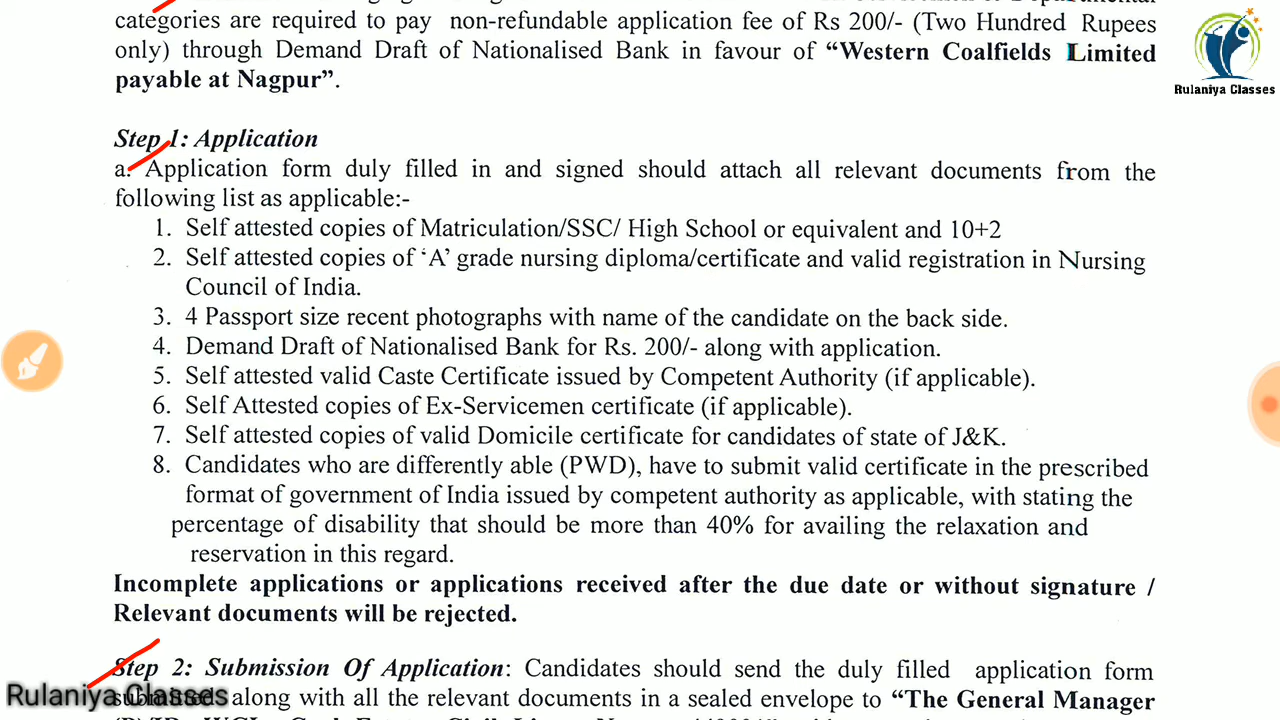 categories are required to pay non-refundable application fee of Rs 200/- (Two Hundred Rupees
only) through Demand Draft of Nationalised Bank in favour of “Western Coalfields Limited
payable at Nagpur”.
Rulaniya Classes
Step 1: Application
a. Application form duly filled in and signed should attach all relevant documents from the
following list as applicable:-
1. Self attested copies of Matriculation/SSC/ High School or equivalent and 10+2
2. Self attested copies of ‘A’ grade nursing diploma/certificate and valid registration in Nursing
Council of India.
3. 4 Passport size recent photographs with name of the candidate on the back side.
4. Demand Draft of Nationalised Bank for Rs. 200/- along with application.
5. Self attested valid Caste Certificate issued by Competent Authority (if applicable).
6. Self Attested copies of Ex-Servicemen certificate (if applicable).
7. Self attested copies of valid Domicile certificate for candidates of state of J&K.
8. Candidates who are differently able (PWD), have to submit valid certificate in the prescribed
format of government of India issued by competent authority as applicable, with stating the
percentage of disability that should be more than 40% for availing the relaxation and
reservation in this regard.
Incomplete applications or applications received after the due date or without signature /
Relevant documents will be rejected.
Step 2: Submission Of Application: Candidates should send the duly filled application form
submitted along with all the relevant documents in a sealed envelope to “The General Manager
Rulaniya Classes